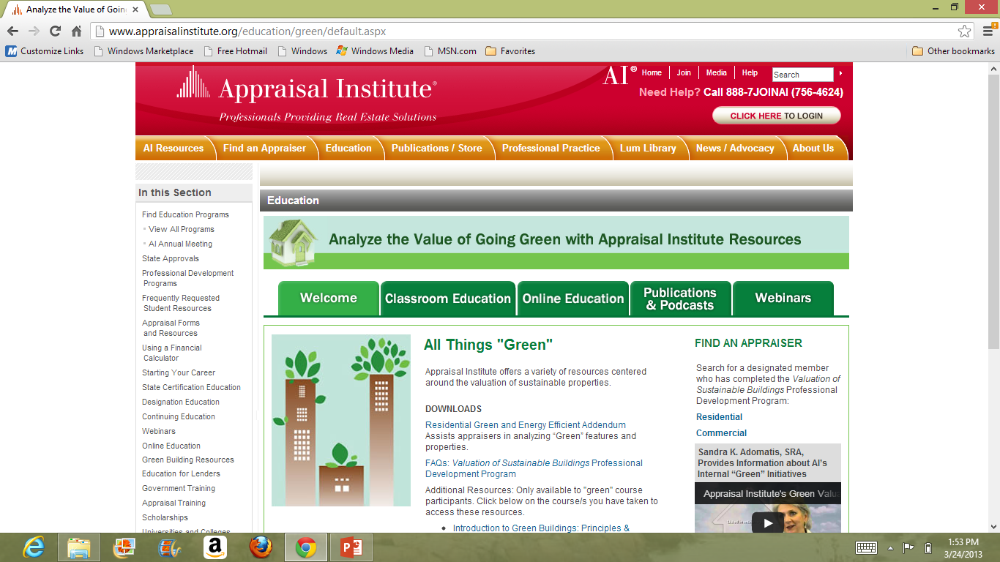 Analyze the Value of Going
www.appraisalinstitute.org/education/green/default.aspx
Customize Links Windows Marketplace Free Hotmail Windows Windows Media MSN.com Favorites Other bookmarks
Appraisal Institute®
Professionals Providing Real Estate Solutions
AI® Home Join Media Help Search
Need Help? Call 888-7JOINAI (756-4624)
CLICK HERE TO LOGIN
AI Resources Find an Appraiser Education Publications / Store Professional Practice Lum Library News / Advocacy About Us
In this Section
Find Education Programs
View All Programs
AI Annual Meeting
State Approvals
Professional Development
Programs
Frequently Requested
Student Resources
Appraisal Forms
and Resources
Using a Financial
Calculator
Starting Your Career
State Certification Education
Designation Education
Continuing Education
Webinars
Online Education
Green Building Resources
Education for Lenders
Government Training
Appraisal Training
Scholarships
Universities and Colleges
Education
Analyze the Value of Going Green with Appraisal Institute Resources
Welcome
Classroom Education
Online Education
Publications
& Podcasts
Webinars
All Things "Green"
Appraisal Institute offers a variety of resources centered
around the valuation of sustainable properties.
DOWNLOADS
Residential Green and Energy Efficient Addendum
Assists appraisers in analyzing “Green” features and
properties.
FAQs: Valuation of Sustainable Buildings Professional
Development Program
Additional Resources: Only available to "green" course
participants. Click below on the course/s you have taken to
access these resources.
• Introduction to Green Buildings: Principles &
FIND AN APPRAISER
Search for a designated member
who has completed the Valuation of
Sustainable Buildings Professional
Development Program:
Residential
Commercial
Sandra K. Adomatis, SRA,
Provides Information about AI's
Internal “Green” Initiatives
Appraisal Institute's Green Valu
1:53 PM
3/24/2013